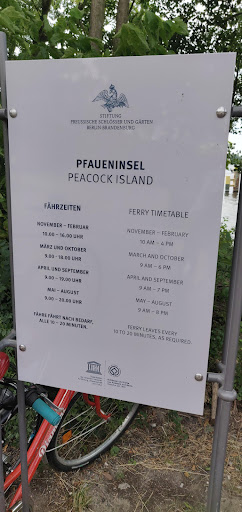 STIFTUNG
PREUSSISCHE SCHLÖSSER UND GÄRTEN
BERLIN-BRANDENBURG
PFAUENINSEL
PEACOCK ISLAND
FÄHRZEITEN
NOVEMBER – FEBRUAR
10.00 – 16.00 UHR
MÄRZ UND OKTOBER
9.00 – 18.00 UHR
APRIL UND SEPTEMBER
9.00 – 19.00 UHR
MAI – AUGUST
9.00 – 20.00 UHR
FÄHRE FÄHRT NACH BEDARF,
ALLE 15 – 20 MINUTEN.
FERRY TIMETABLE
NOVEMBER – FEBRUARY
10 AM – 4 PM
MARCH AND OCTOBER
9 AM – 6 PM
APRIL AND SEPTEMBER
9 AM – 7 PM
MAY – AUGUST
9 AM – 8 PM
FERRY LEAVES EVERY
15 TO 20 MINUTES, AS REQUIRED.